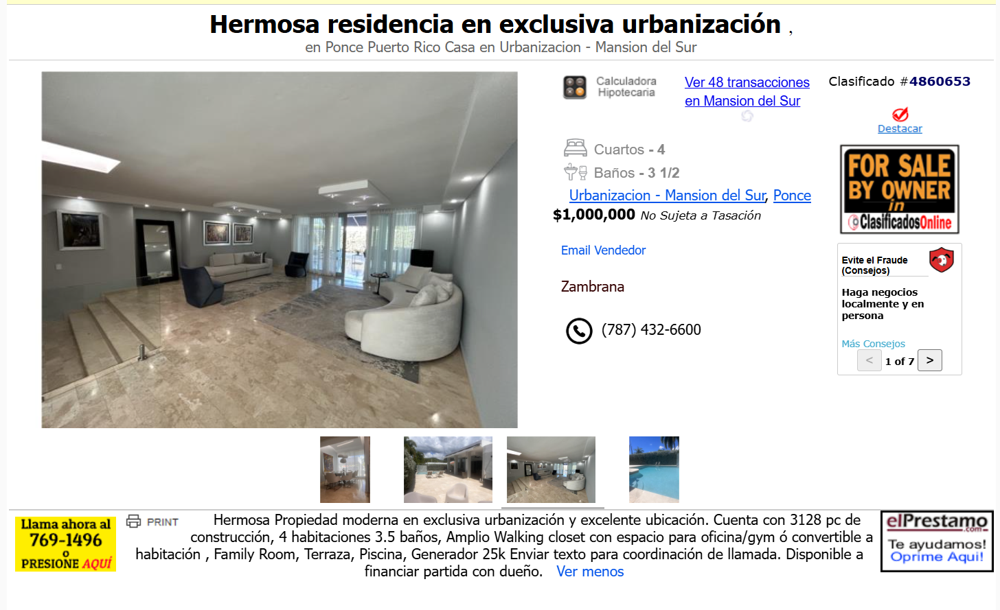 Hermosa residencia en exclusiva urbanización ,
en Ponce Puerto Rico Casa en Urbanizacion - Mansion del Sur
Calculadora
Hipotecaria
Ver 48 transacciones
en Mansion del Sur
Clasificado #4860653
Destacar
Cuartos - 4
Baños - 3 1/2
Urbanizacion - Mansion del Sur, Ponce
$1,000,000 No Sujeta a Tasación
Email Vendedor
Zambrana
(787) 432-6600
FOR SALE
BY OWNER
in
ClasificadosOnline
Evite el Fraude
(Consejos)
Haga negocios
localmente y en
persona
Más Consejos
< 1 of 7 >
Llama ahora al
769-1496
o
PRESIONE AQUÍ
PRINT
Hermosa Propiedad moderna en exclusiva urbanización y excelente ubicación. Cuenta con 3128 pc de
construcción, 4 habitaciones 3.5 baños, Amplio Walking closet con espacio para oficina/gym ó convertible a
habitación , Family Room, Terraza, Piscina, Generador 25k Enviar texto para coordinación de llamada. Disponible a
financiar partida con dueño. Ver menos
elPrestamo
.com
Te ayudamos!
Oprime Aqui!